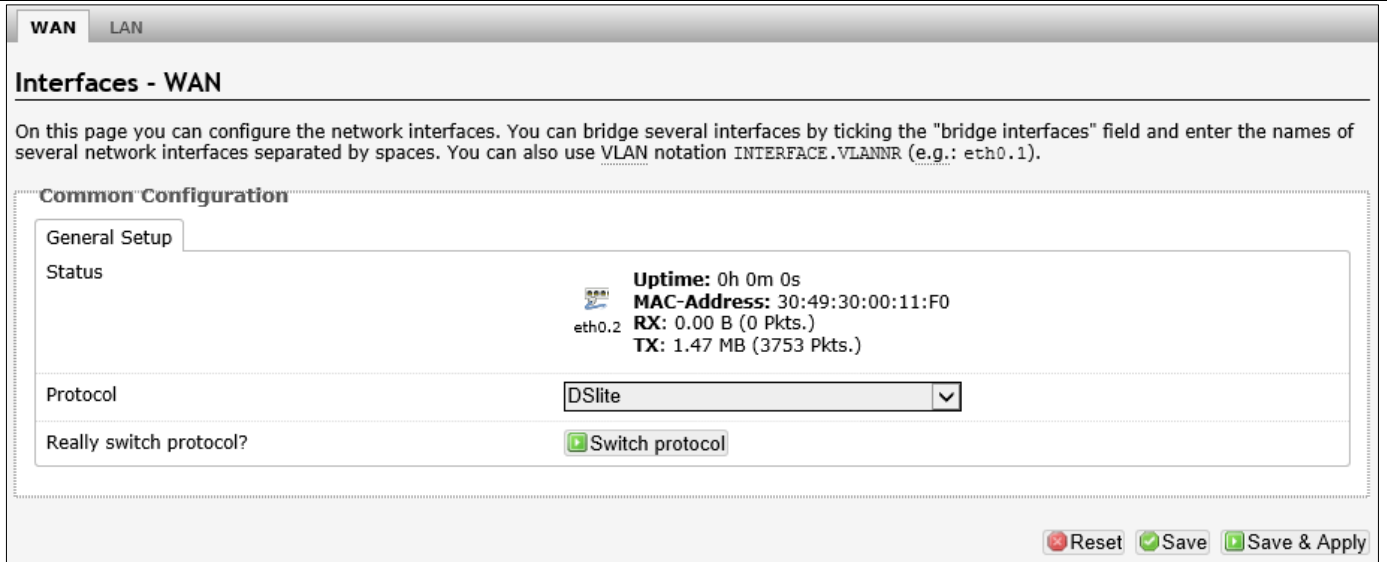 WAN LAN
Interfaces - WAN
On this page you can configure the network interfaces. You can bridge several interfaces by ticking the "bridge interfaces" field and enter the names of
several network interfaces separated by spaces. You can also use VLAN notation INTERFACE.VLANNR (e.g.: eth0.1).
Common Configuration
General Setup
Status
Uptime: 0h 0m 0s
MAC-Address: 30:49:30:00:11:F0
eth0.2 RX: 0.00 B (0 Pkts.)
TX: 1.47 MB (3753 Pkts.)
Protocol DSlite
Really switch protocol? Switch protocol
Reset Save Save & Apply